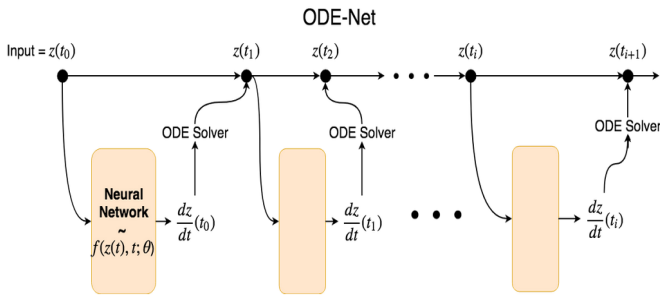 ODE-Net
Input = z(t₀)
z(t₁)
z(t₂)
z(tᵢ)
z(tᵢ₊₁)
ODE Solver
ODE Solver
ODE Solver
Neural
Network
~
f(z(t), t; θ)
dz/dt (t₀)
dz/dt (t₁)
dz/dt (tᵢ)